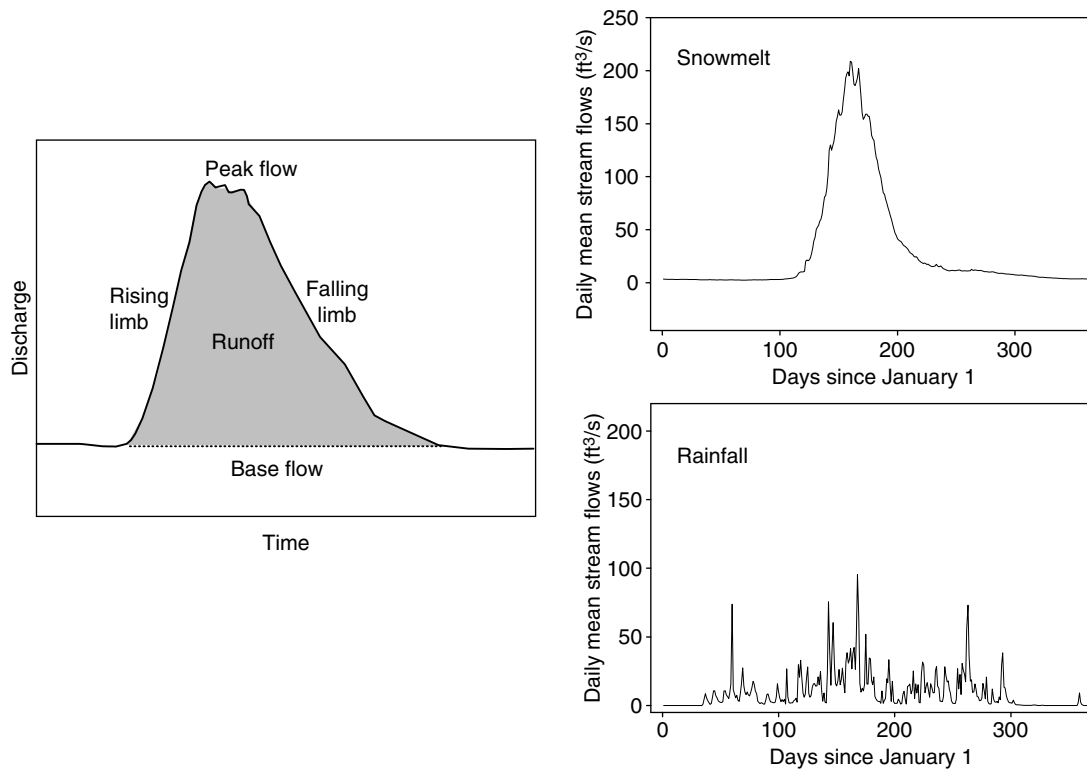 Discharge
Peak flow
Rising
limb
Falling
limb
Runoff
Base flow
Time
Daily mean stream flows (ft³/s)
250
200
150
100
50
0
Snowmelt
0
100
200
300
Days since January 1
Daily mean stream flows (ft³/s)
200
150
100
50
0
Rainfall
0
100
200
300
Days since January 1